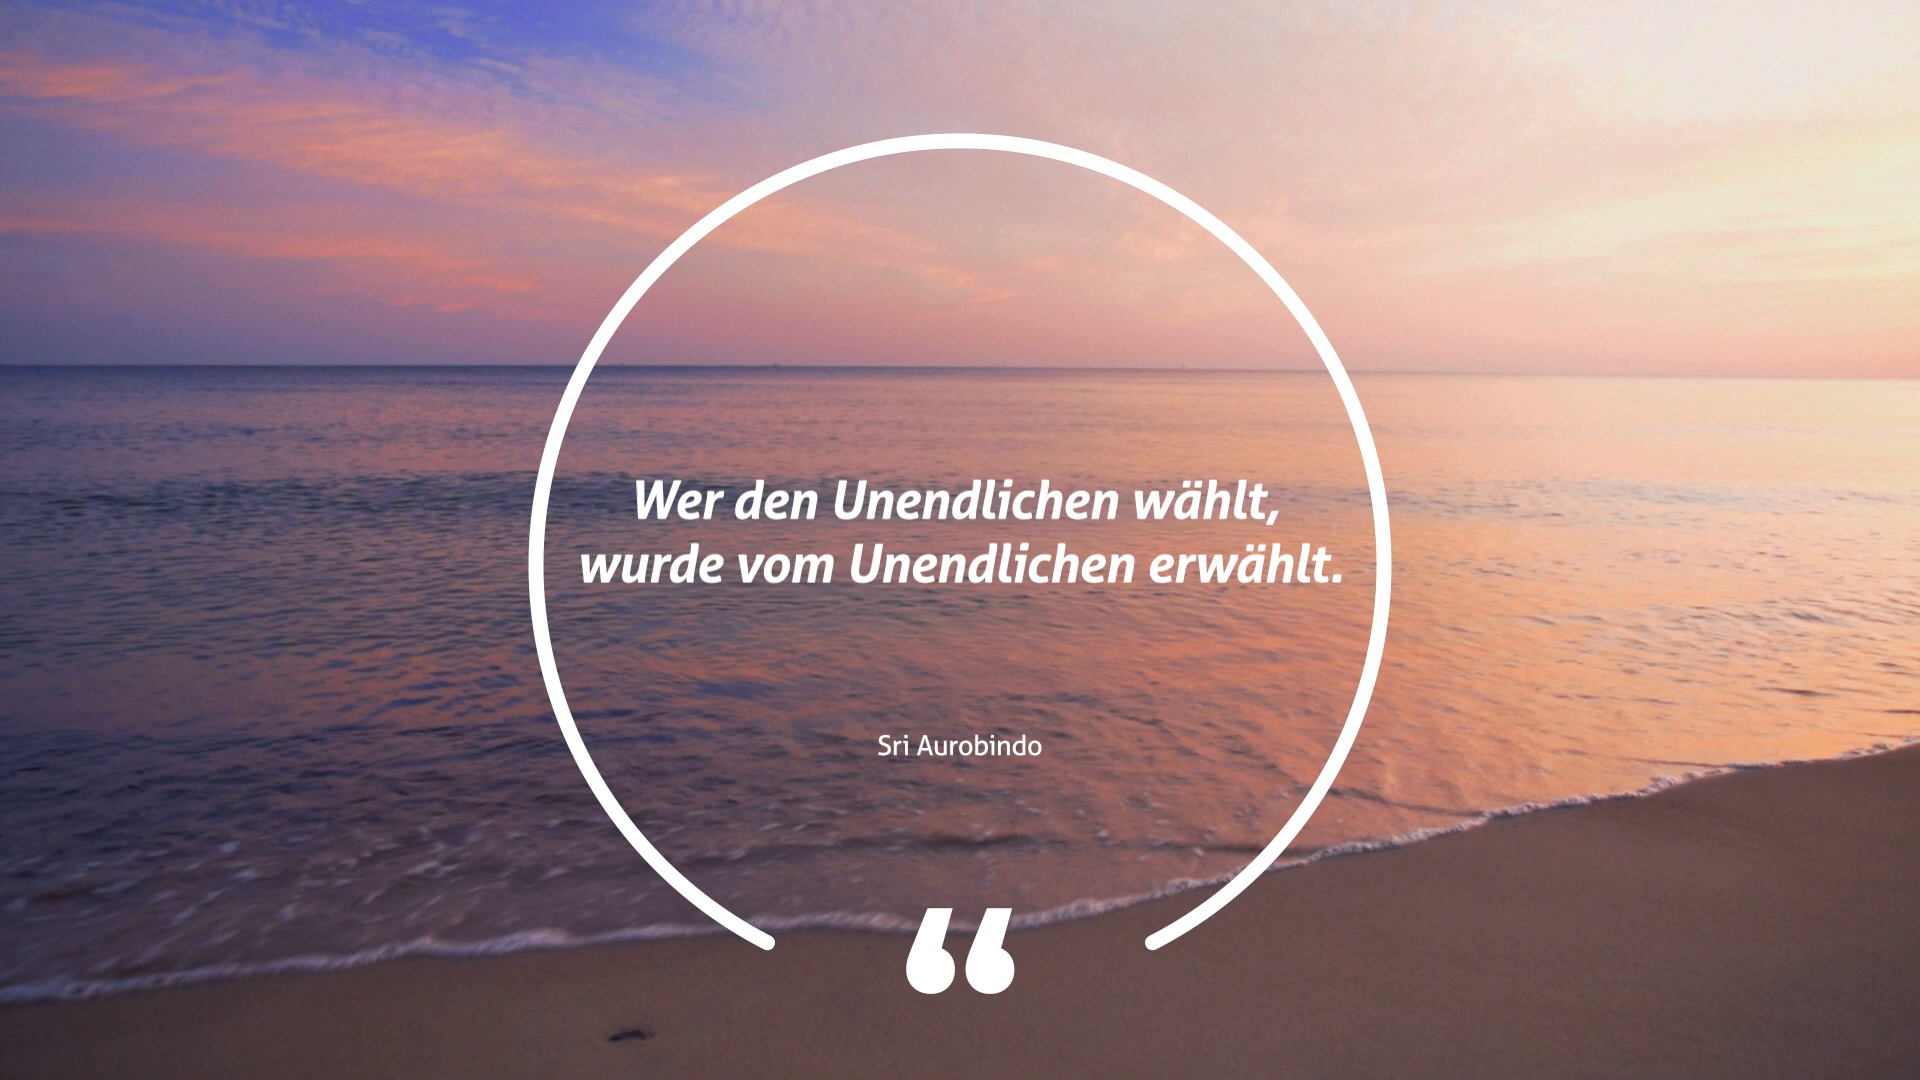 Wer den Unendlichen wählt,
wurde vom Unendlichen erwählt.
Sri Aurobindo
“